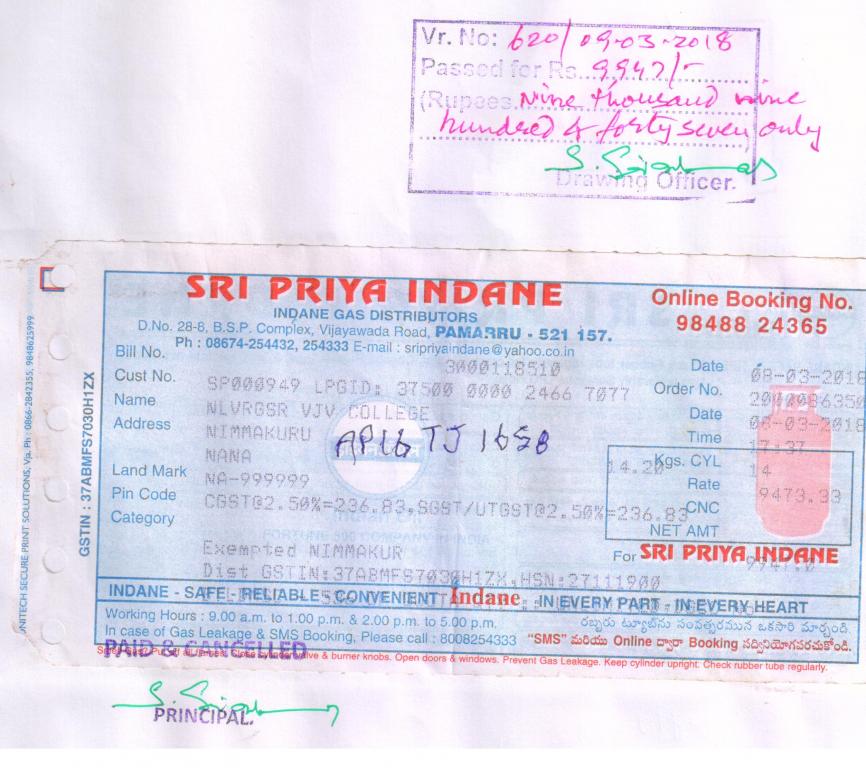 Vr. No: 620/09-03-2018
Passed for Rs. 9947/-
(Rupees Nine thousand nine
hundred & forty seven only
)
Drawing Officer.
SRI PRIYA INDANE
INDANE GAS DISTRIBUTORS
D.No. 28-8, B.S.P. Complex, Vijayawada Road, PAMARRU - 521 157.
Ph : 08674-254432, 254333 E-mail : sripriyaindane@yahoo.co.in
Online Booking No.
98488 24365
Bill No. 3000118510
Date 08-03-2018
Cust No. SP000949 LPGID: 37500 0000 2466 7077
Order No. 2000086350
Name NLVRGSR VJV COLLEGE
Date 08-03-2018
Address NIMMAKURU
AP16 TJ 1658
Time 17:37
NANA
14.20 Kgs. CYL 14
Land Mark NA-999999
Rate 9473.33
Pin Code CGST@2.50%=236.83,SGST/UTGST@2.50%=236.83
CNC
Category
NET AMT
Exempted NIMMAKUR
For SRI PRIYA INDANE
Dist GSTIN:37ABMFS7030H1ZX,HSN:27111900
INDANE - SAFE - RELIABLE - CONVENIENT Indane IN EVERY PART - IN EVERY HEART
Working Hours : 9.00 a.m. to 1.00 p.m. & 2.00 p.m. to 5.00 p.m.
రబ్బరు ట్యూబ్‌ను సంవత్సరమున ఒకసారి మార్చండి.
In case of Gas Leakage & SMS Booking, Please call : 8008254333
"SMS" మరియు Online ద్వారా Booking సద్వినియోగపరచుకోండి.
PAID & CANCELLED
valve & burner knobs. Open doors & windows. Prevent Gas Leakage. Keep cylinder upright. Check rubber tube regularly.
PRINCIPAL.
GSTIN : 37ABMFS7030H1ZX
UNITECH SECURE PRINT SOLUTIONS, Vja. Ph : 0866-2842355, 9848625999